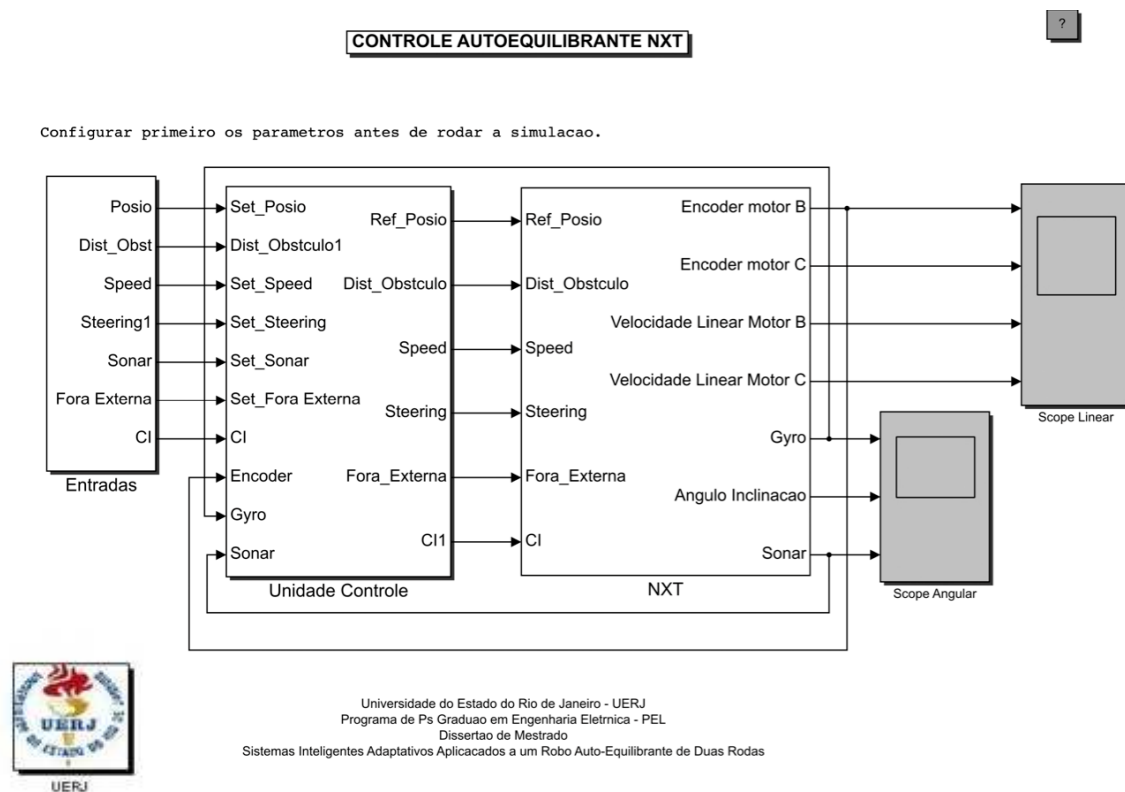 ?
CONTROLE AUTOEQUILIBRANTE NXT
Configurar primeiro os parametros antes de rodar a simulacao.
Posio
Dist_Obst
Speed
Steering1
Sonar
Fora Externa
CI
Entradas
Set_Posio
Dist_Obstculo1
Set_Speed
Set_Steering
Set_Sonar
Set_Fora Externa
CI
Encoder
Gyro
Sonar
Ref_Posio
Dist_Obstculo
Speed
Steering
Fora_Externa
CI1
Unidade Controle
Ref_Posio
Dist_Obstculo
Speed
Steering
Fora_Externa
CI
Encoder motor B
Encoder motor C
Velocidade Linear Motor B
Velocidade Linear Motor C
Gyro
Angulo Inclinacao
Sonar
NXT
Scope Linear
Scope Angular
UERJ
UERJ
Universidade do Estado do Rio de Janeiro - UERJ
Programa de Ps Graduao em Engenharia Eletrnica - PEL
Dissertao de Mestrado
Sistemas Inteligentes Adaptativos Aplicacados a um Robo Auto-Equilibrante de Duas Rodas